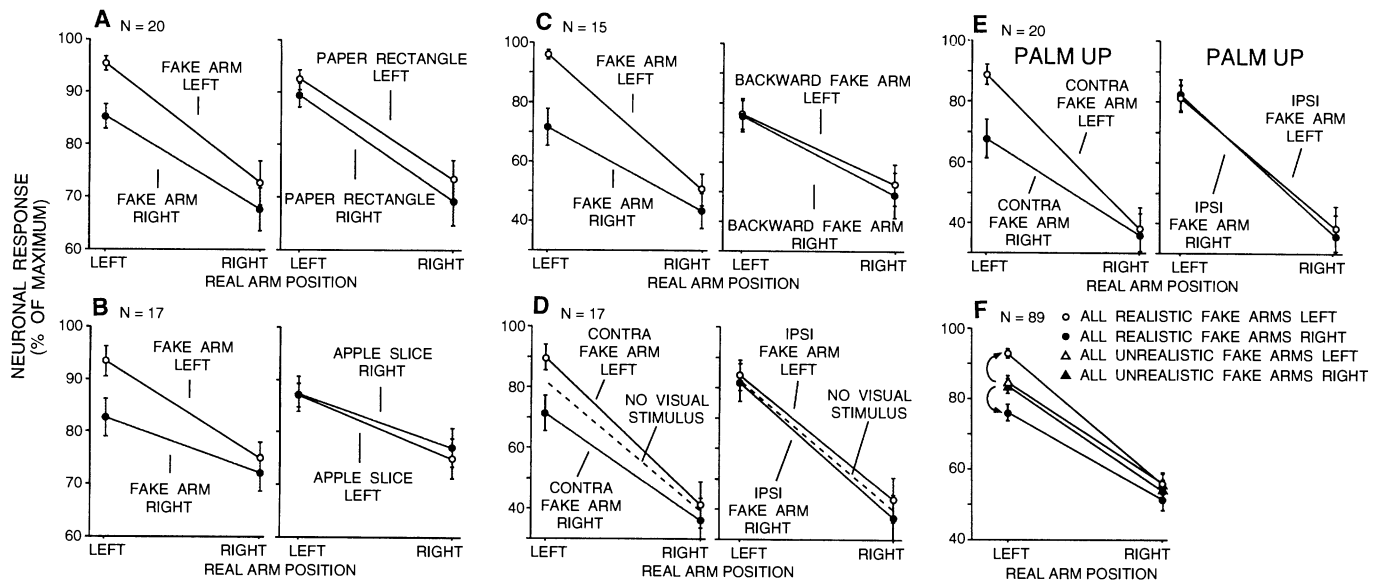 NEURONAL RESPONSE
(% OF MAXIMUM)
A N = 20
100
90
80
70
60
FAKE ARM
LEFT
FAKE ARM
RIGHT
PAPER RECTANGLE
LEFT
PAPER RECTANGLE
RIGHT
LEFT RIGHT LEFT RIGHT
REAL ARM POSITION
B N = 17
100
90
80
70
60
FAKE ARM
LEFT
FAKE ARM
RIGHT
APPLE SLICE
RIGHT
APPLE SLICE
LEFT
LEFT RIGHT LEFT RIGHT
REAL ARM POSITION
C N = 15
100
80
60
40
FAKE ARM
LEFT
FAKE ARM
RIGHT
BACKWARD FAKE ARM
LEFT
BACKWARD FAKE ARM
RIGHT
LEFT RIGHT LEFT RIGHT
REAL ARM POSITION
D N = 17
100
80
60
40
CONTRA
FAKE ARM
LEFT
NO VISUAL
STIMULUS
CONTRA
FAKE ARM
RIGHT
IPSI
FAKE ARM
LEFT
NO VISUAL
STIMULUS
IPSI
FAKE ARM
RIGHT
LEFT RIGHT LEFT RIGHT
REAL ARM POSITION
E N = 20
100
80
60
40
PALM UP
CONTRA
FAKE ARM
LEFT
CONTRA
FAKE ARM
RIGHT
PALM UP
IPSI
FAKE ARM
LEFT
IPSI
FAKE ARM
RIGHT
LEFT RIGHT LEFT RIGHT
REAL ARM POSITION
F N = 89
ALL REALISTIC FAKE ARMS LEFT
ALL REALISTIC FAKE ARMS RIGHT
ALL UNREALISTIC FAKE ARMS LEFT
ALL UNREALISTIC FAKE ARMS RIGHT
100
80
60
40
LEFT RIGHT
REAL ARM POSITION